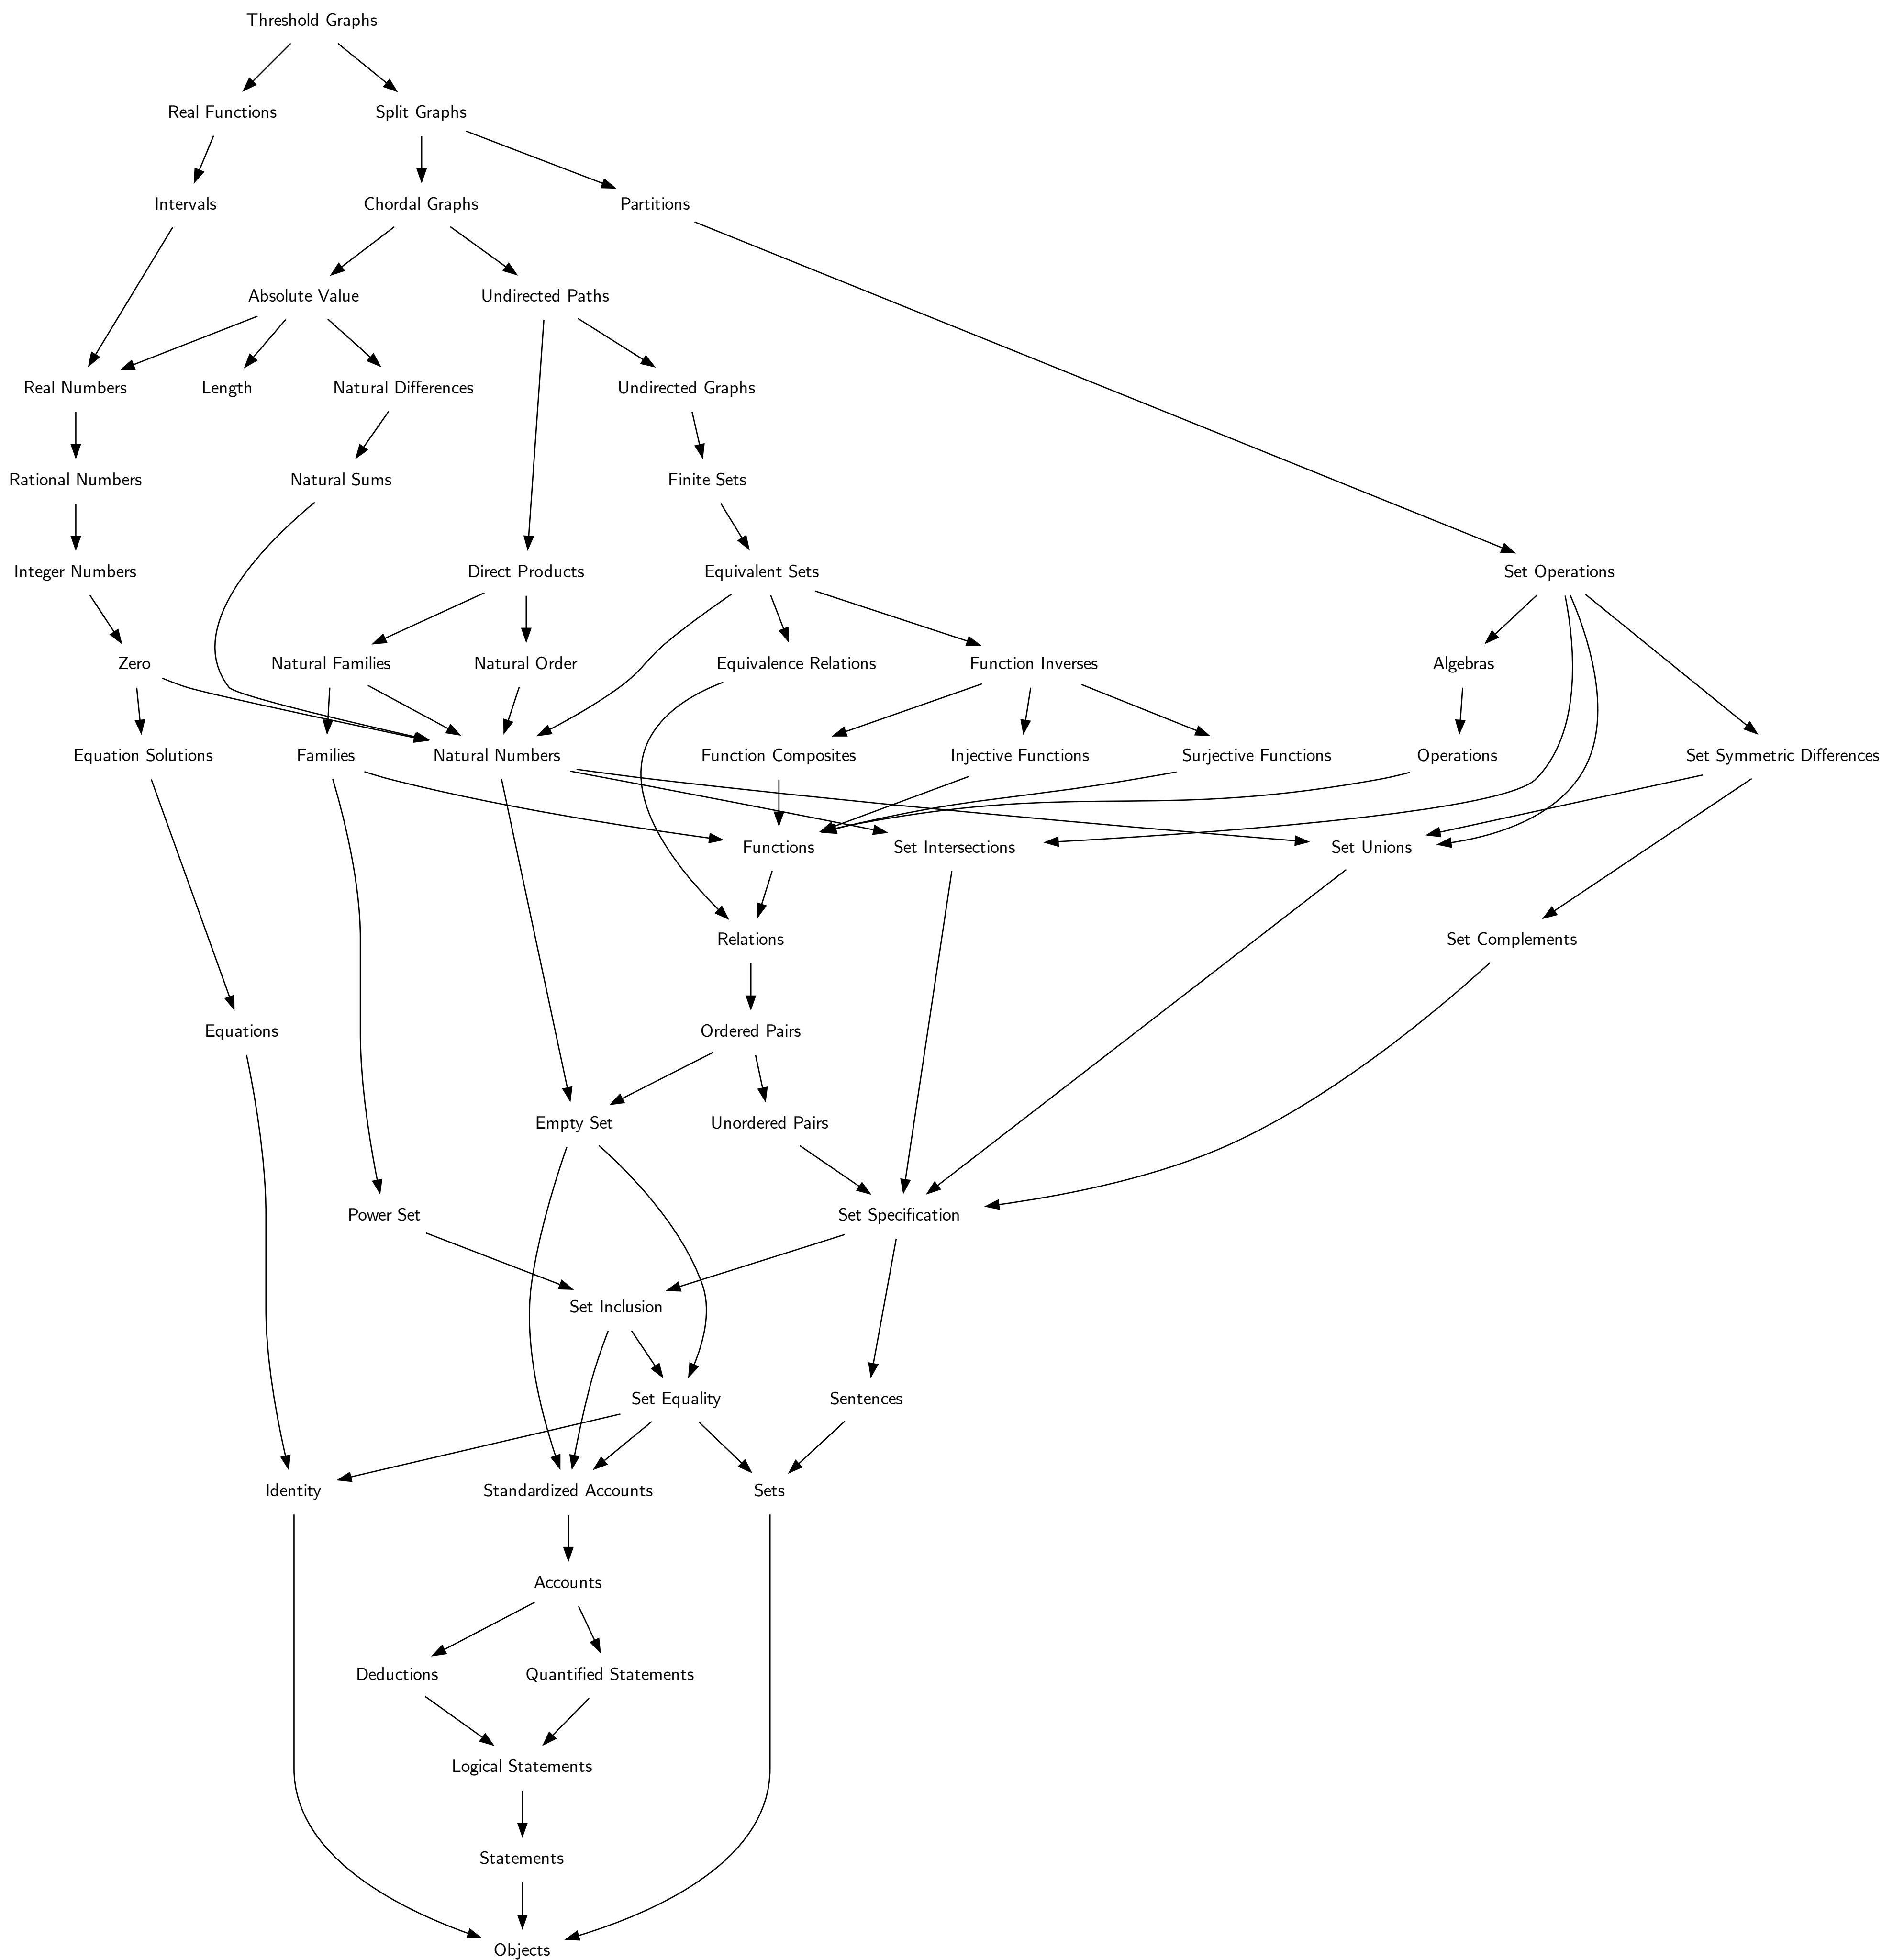 Threshold Graphs
Real Functions
Split Graphs
Intervals
Chordal Graphs
Partitions
Absolute Value
Undirected Paths
Real Numbers
Length
Natural Differences
Undirected Graphs
Rational Numbers
Natural Sums
Finite Sets
Integer Numbers
Direct Products
Equivalent Sets
Set Operations
Zero
Natural Families
Natural Order
Equivalence Relations
Function Inverses
Algebras
Equation Solutions
Families
Natural Numbers
Function Composites
Injective Functions
Surjective Functions
Operations
Set Symmetric Differences
Functions
Set Intersections
Set Unions
Relations
Set Complements
Equations
Ordered Pairs
Empty Set
Unordered Pairs
Power Set
Set Specification
Set Inclusion
Set Equality
Sentences
Identity
Standardized Accounts
Sets
Accounts
Deductions
Quantified Statements
Logical Statements
Statements
Objects